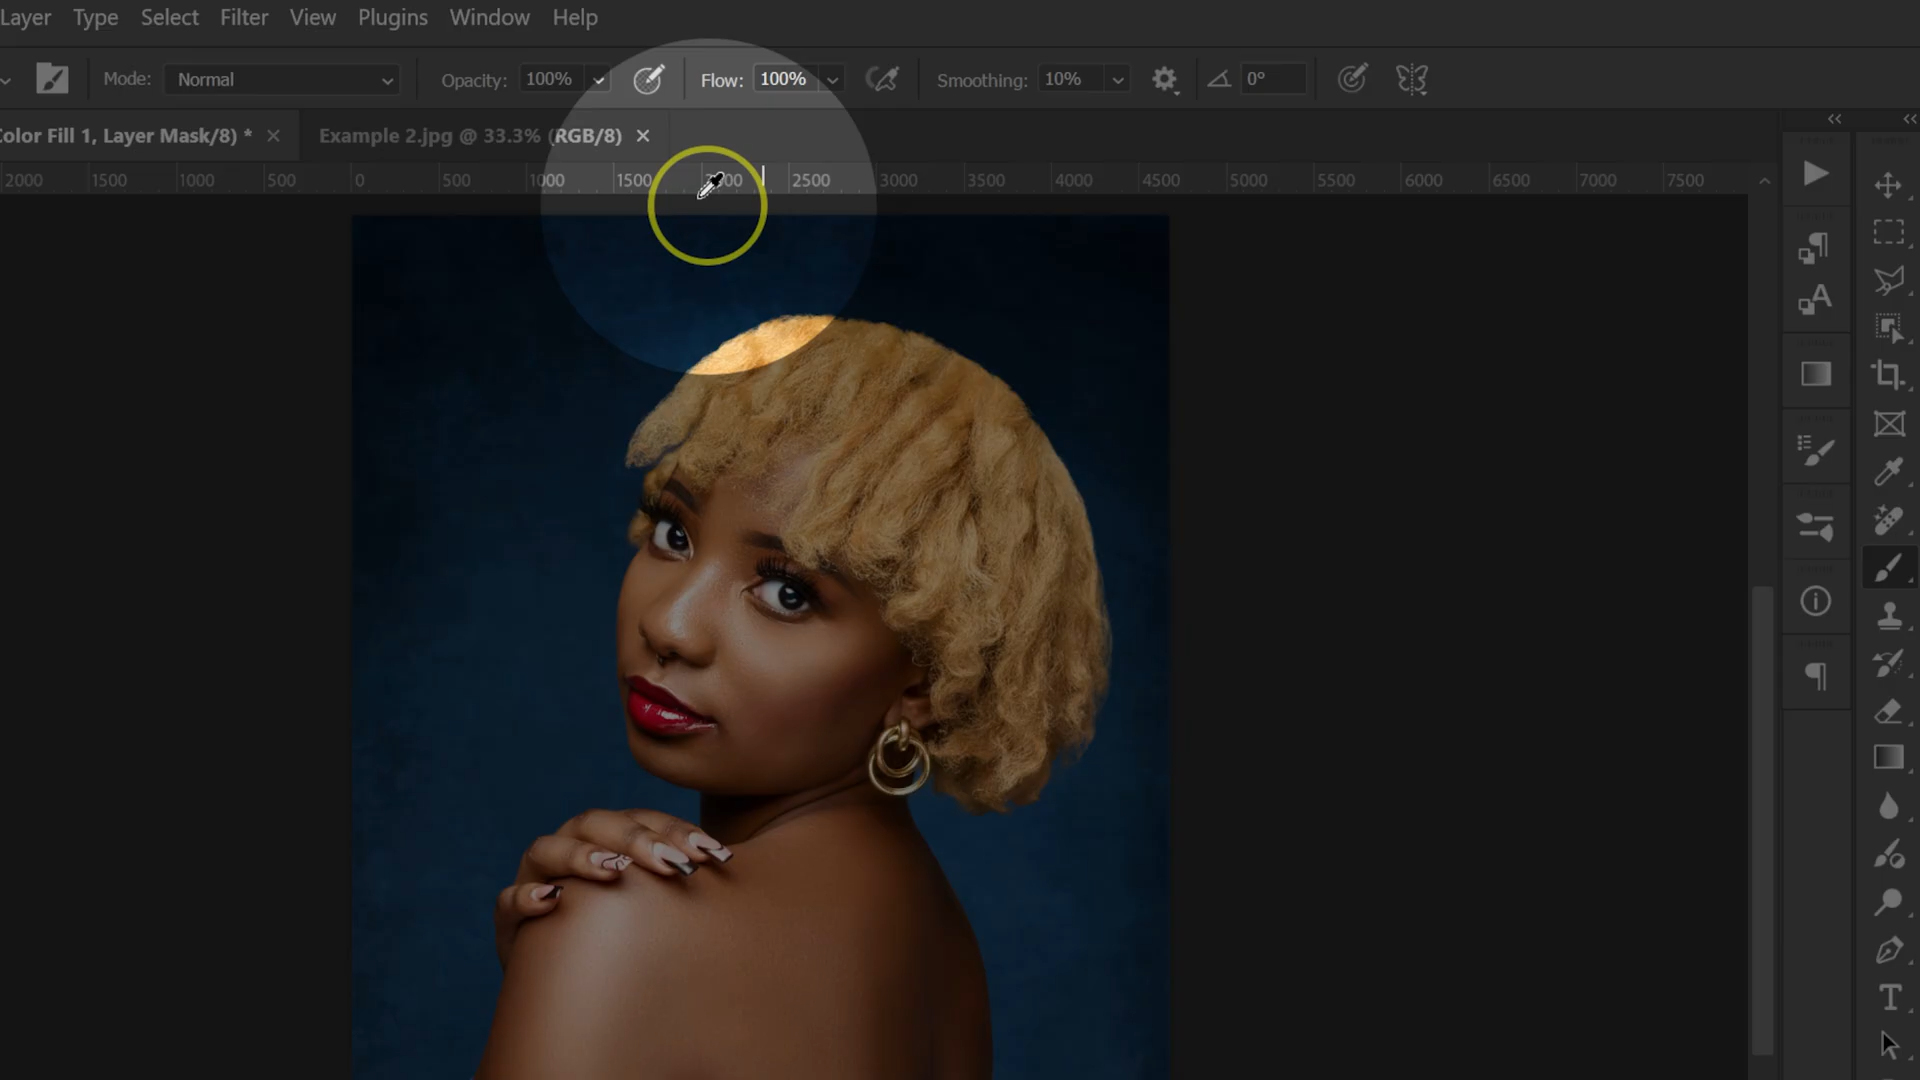 Layer Type Select Filter View Plugins Window Help
Mode: Normal Opacity: 100% Flow: 100% Smoothing: 10% 0°
Color Fill 1, Layer Mask/8) * × Example 2.jpg @ 33.3% (RGB/8) ×
2000 1500 1000 500 0 500 1000 1500 2000 2500 3000 3500 4000 4500 5000 5500 6000 6500 7000 7500